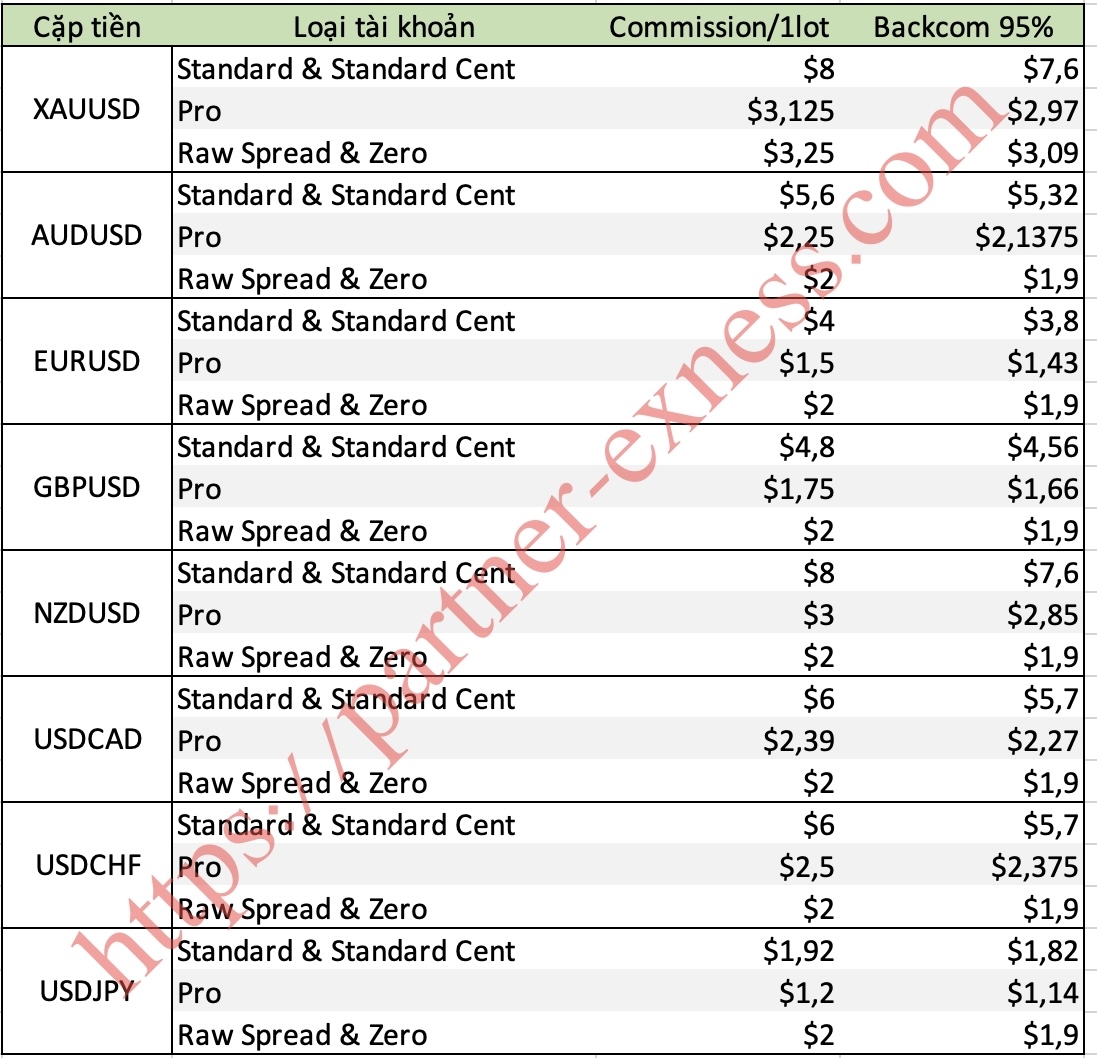 Cặp tiền Loại tài khoản Commission/1lot Backcom 95%
Standard & Standard Cent $8 $7,6
XAUUSD Pro $3,125 $2,97
Raw Spread & Zero $3,25 $3,09
Standard & Standard Cent $5,6 $5,32
AUDUSD Pro $2,25 $2,1375
Raw Spread & Zero $2 $1,9
Standard & Standard Cent $4 $3,8
EURUSD Pro $1,5 $1,43
Raw Spread & Zero $2 $1,9
Standard & Standard Cent $4,8 $4,56
GBPUSD Pro $1,75 $1,66
Raw Spread & Zero $2 $1,9
Standard & Standard Cent $8 $7,6
NZDUSD Pro $3 $2,85
Raw Spread & Zero $2 $1,9
Standard & Standard Cent $6 $5,7
USDCAD Pro $2,39 $2,27
Raw Spread & Zero $2 $1,9
Standard & Standard Cent $6 $5,7
USDCHF Pro $2,5 $2,375
Raw Spread & Zero $2 $1,9
Standard & Standard Cent $1,92 $1,82
USDJPY Pro $1,2 $1,14
Raw Spread & Zero $2 $1,9
https://partner-exness.com